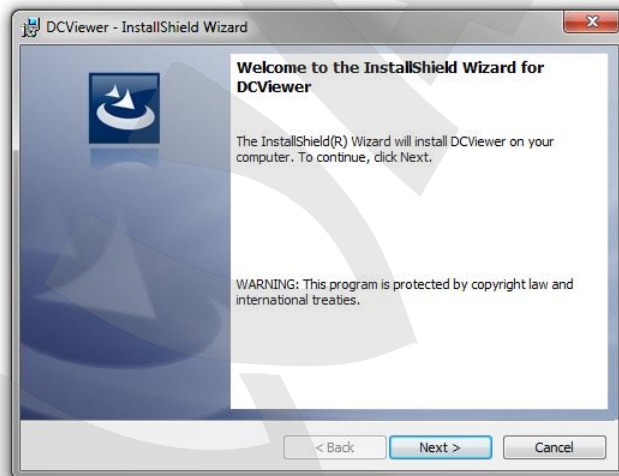 DCViewer - InstallShield Wizard
Welcome to the InstallShield Wizard for
DCViewer
The InstallShield(R) Wizard will install DCViewer on your
computer. To continue, click Next.
WARNING: This program is protected by copyright law and
international treaties.
< Back Next > Cancel